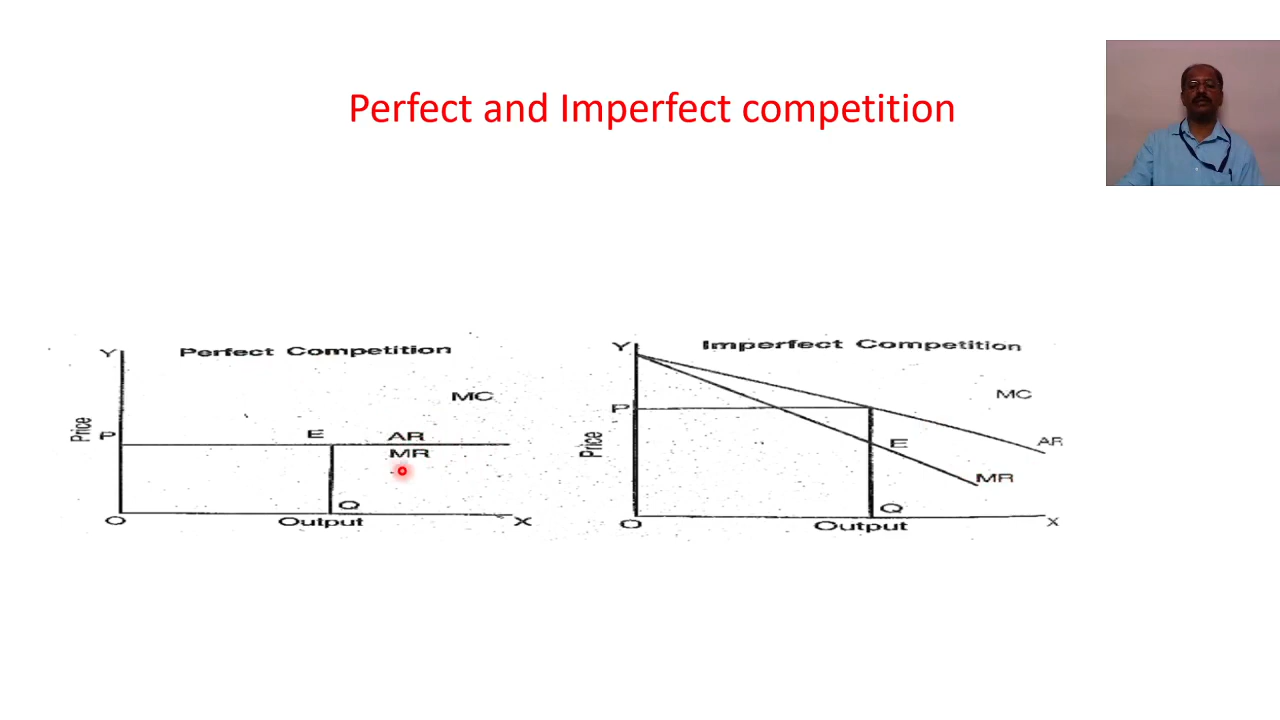 Perfect and Imperfect competition
Perfect Competition
Y
MC
Price
P
E
AR
MR
Q
O
Output
X
Imperfect Competition
Y
MC
P
Price
E
AR
MR
Q
O
Output
X